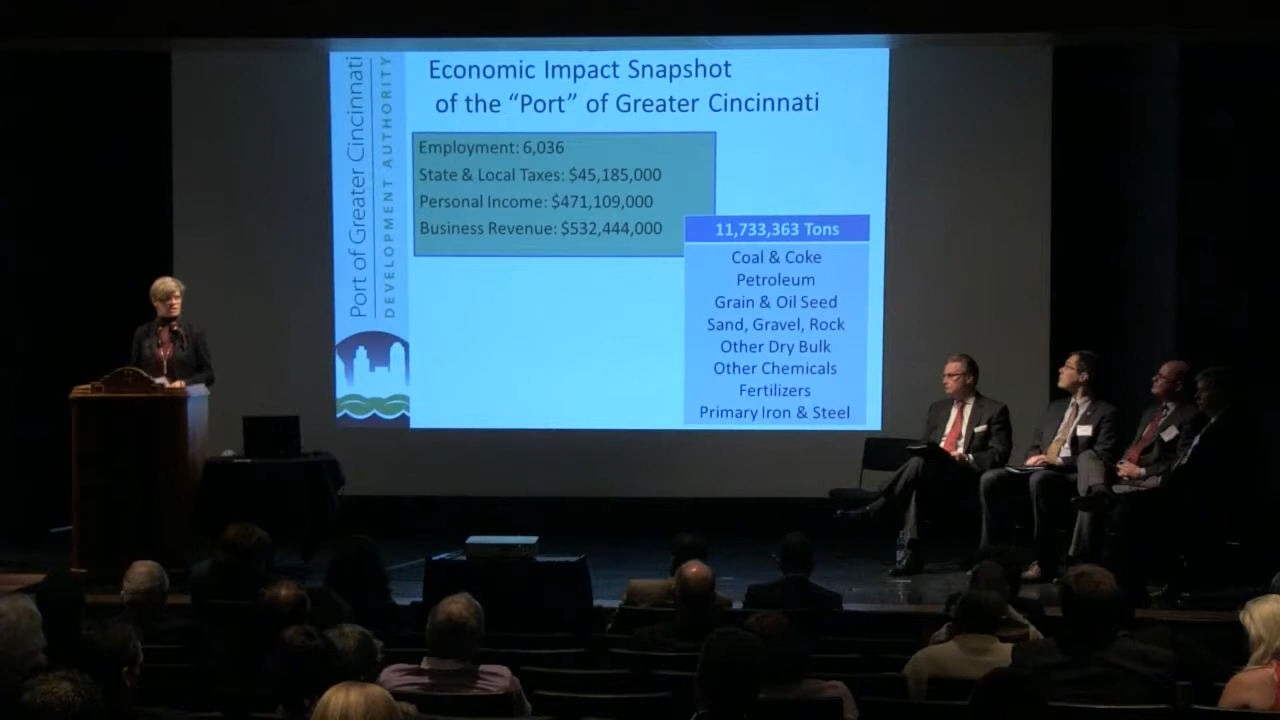 Port of Greater Cincinnati
DEVELOPMENT AUTHORITY
Economic Impact Snapshot
of the “Port” of Greater Cincinnati
Employment: 6,036
State & Local Taxes: $45,185,000
Personal Income: $471,109,000
Business Revenue: $532,444,000
11,733,363 Tons
Coal & Coke
Petroleum
Grain & Oil Seed
Sand, Gravel, Rock
Other Dry Bulk
Other Chemicals
Fertilizers
Primary Iron & Steel